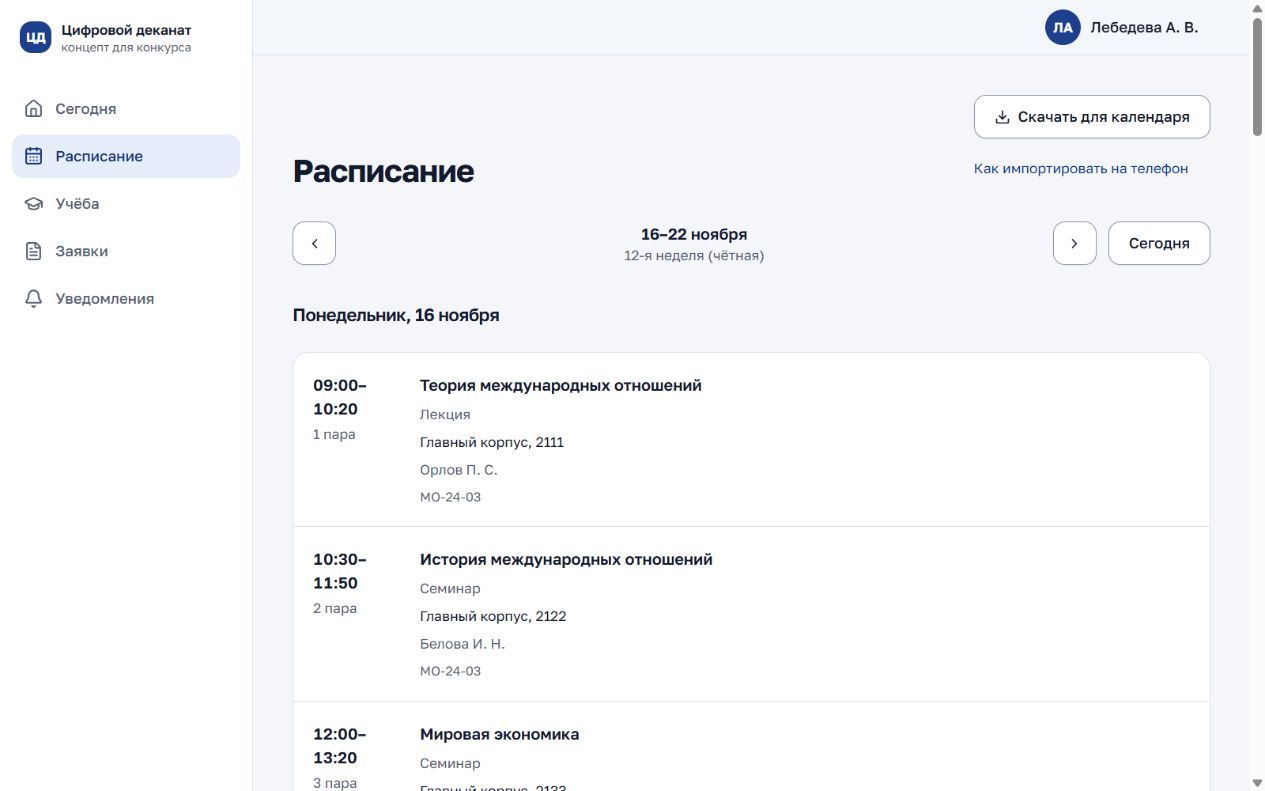 ЦД
Цифровой деканат
концепт для конкурса
Сегодня
Расписание
Учёба
Заявки
Уведомления
ЛА Лебедева А. В.
Скачать для календаря
Расписание
Как импортировать на телефон
16–22 ноября
12-я неделя (чётная)
Сегодня
Понедельник, 16 ноября
09:00–
10:20
1 пара
Теория международных отношений
Лекция
Главный корпус, 2111
Орлов П. С.
МО-24-03
10:30–
11:50
2 пара
История международных отношений
Семинар
Главный корпус, 2122
Белова И. Н.
МО-24-03
12:00–
13:20
3 пара
Мировая экономика
Семинар
Главный корпус, 2133